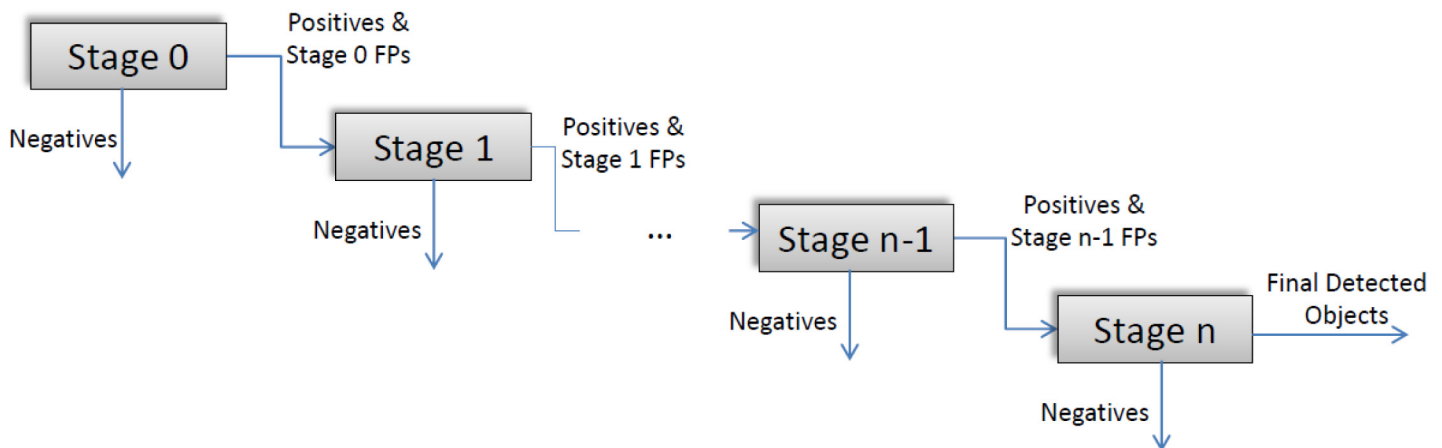 Stage 0
Positives &
Stage 0 FPs
Negatives
Stage 1
Positives &
Stage 1 FPs
Negatives
...
Stage n-1
Positives &
Stage n-1 FPs
Negatives
Stage n
Final Detected
Objects
Negatives